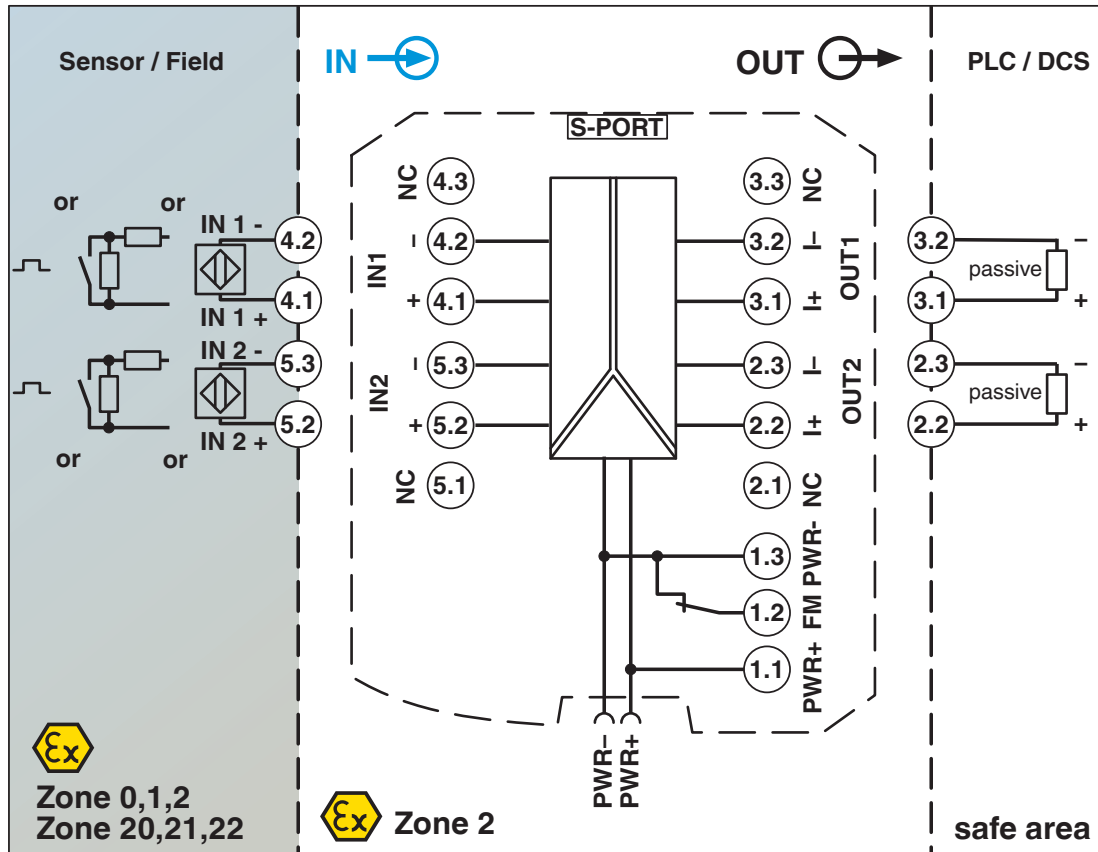 Sensor / Field
IN
OUT
PLC / DCS
S-PORT
or
or
IN 1 -
4.2
4.1
IN 1 +
IN 2 -
5.3
5.2
IN 2 +
or
or
NC
4.3
IN1
–
4.2
+
4.1
IN2
–
5.3
+
5.2
NC
5.1
3.3
NC
3.2
OUT1
3.1
2.3
OUT2
2.2
2.1
NC
1.3
PWR-
1.2
FM
1.1
PWR+
PWR–
PWR+
3.2
–
passive
3.1
+
2.3
–
passive
2.2
+
Ex
Zone 0,1,2
Zone 20,21,22
Ex
Zone 2
safe area